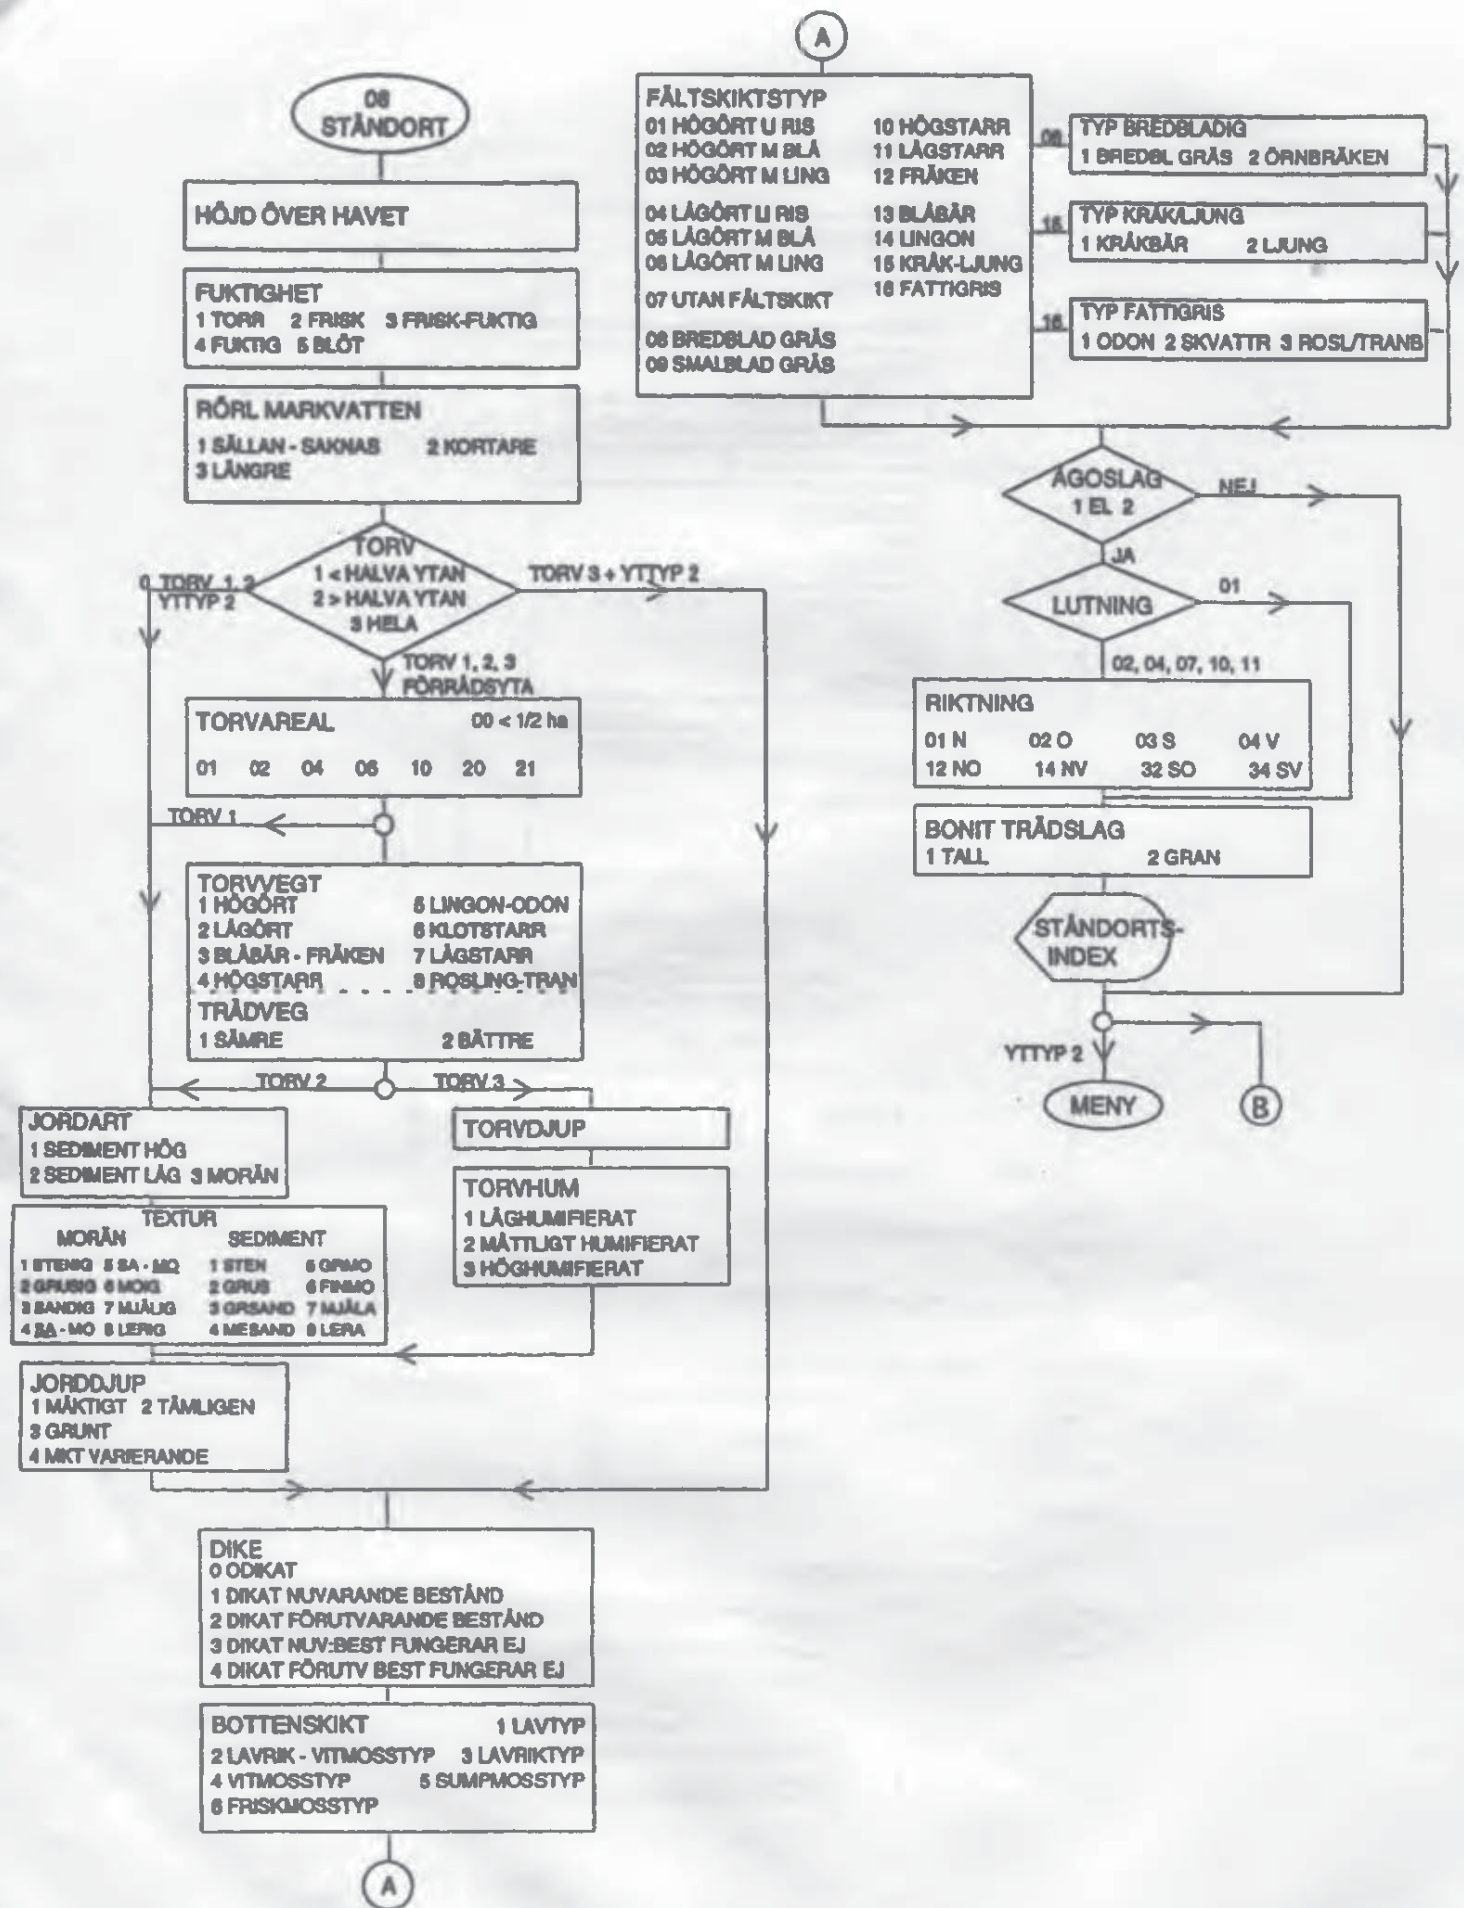 06
STÅNDORT
HÖJD ÖVER HAVET
FUKTIGHET
1 TORR 2 FRISK 3 FRISK-FUKTIG
4 FUKTIG 5 BLÖT
RÖRL MARKVATTEN
1 SÄLLAN - SAKNAS 2 KORTARE
3 LÄNGRE
TORV
1 < HALVA YTAN
2 > HALVA YTAN
3 HELA
0 TORV 1, 2
YTTYP 2
TORV 3 + YTTYP 2
TORV 1, 2, 3
FÖRRÅDSYTA
TORVAREAL 00 < 1/2 ha
01 02 04 06 10 20 21
TORV 1
TORVVEGT
1 HÖGÖRT 5 LINGON-ODON
2 LÅGÖRT 6 KLOTSTARR
3 BLÅBÄR - FRÄKEN 7 LÅGSTARR
4 HÖGSTARR 8 ROSLING-TRAN
TRÄDVEG
1 SÄMRE 2 BÄTTRE
TORV 2 TORV 3
JORDART
1 SEDIMENT HÖG
2 SEDIMENT LÅG 3 MORÄN
TEXTUR
MORÄN SEDIMENT
1 STENIG 5 SA - MO 1 STEN 5 GRMO
2 GRUSIG 6 MOIG 2 GRUS 6 FINMO
3 SANDIG 7 MJÄLIG 3 GRSAND 7 MJÄLA
4 SA - MO 8 LERIG 4 MESAND 8 LERA
TORVDJUP
TORVHUM
1 LÅGHUMIFIERAT
2 MÅTTLIGT HUMIFIERAT
3 HÖGHUMIFIERAT
JORDDJUP
1 MÄKTIGT 2 TÄMLIGEN
3 GRUNT
4 MKT VARIERANDE
DIKE
0 ODIKAT
1 DIKAT NUVARANDE BESTÅND
2 DIKAT FÖRUTVARANDE BESTÅND
3 DIKAT NUV:BEST FUNGERAR EJ
4 DIKAT FÖRUTV BEST FUNGERAR EJ
BOTTENSKIKT 1 LAVTYP
2 LAVRIK - VITMOSSTYP 3 LAVRIKTYP
4 VITMOSSTYP 5 SUMPMOSSTYP
6 FRISKMOSSTYP
A
A
FÄLTSKIKTSTYP
01 HÖGÖRT U RIS 10 HÖGSTARR
02 HÖGÖRT M BLÅ 11 LÅGSTARR
03 HÖGÖRT M LING 12 FRÄKEN
04 LÅGÖRT U RIS 13 BLÅBÄR
05 LÅGÖRT M BLÅ 14 LINGON
06 LÅGÖRT M LING 15 KRÅK-LJUNG
07 UTAN FÄLTSKIKT 16 FATTIGRIS
08 BREDBLAD GRÄS
09 SMALBLAD GRÄS
08
TYP BREDBLADIG
1 BREDBL GRÄS 2 ÖRNBRÄKEN
15
TYP KRÅK/LJUNG
1 KRÅKBÄR 2 LJUNG
16
TYP FATTIGRIS
1 ODON 2 SKVATTR 3 ROSL/TRANB
ÄGOSLAG
1 EL 2
NEJ
JA
LUTNING
01
02, 04, 07, 10, 11
RIKTNING
01 N 02 O 03 S 04 V
12 NO 14 NV 32 SO 34 SV
BONIT TRÄDSLAG
1 TALL 2 GRAN
STÅNDORTS-
INDEX
YTTYP 2
MENY
B